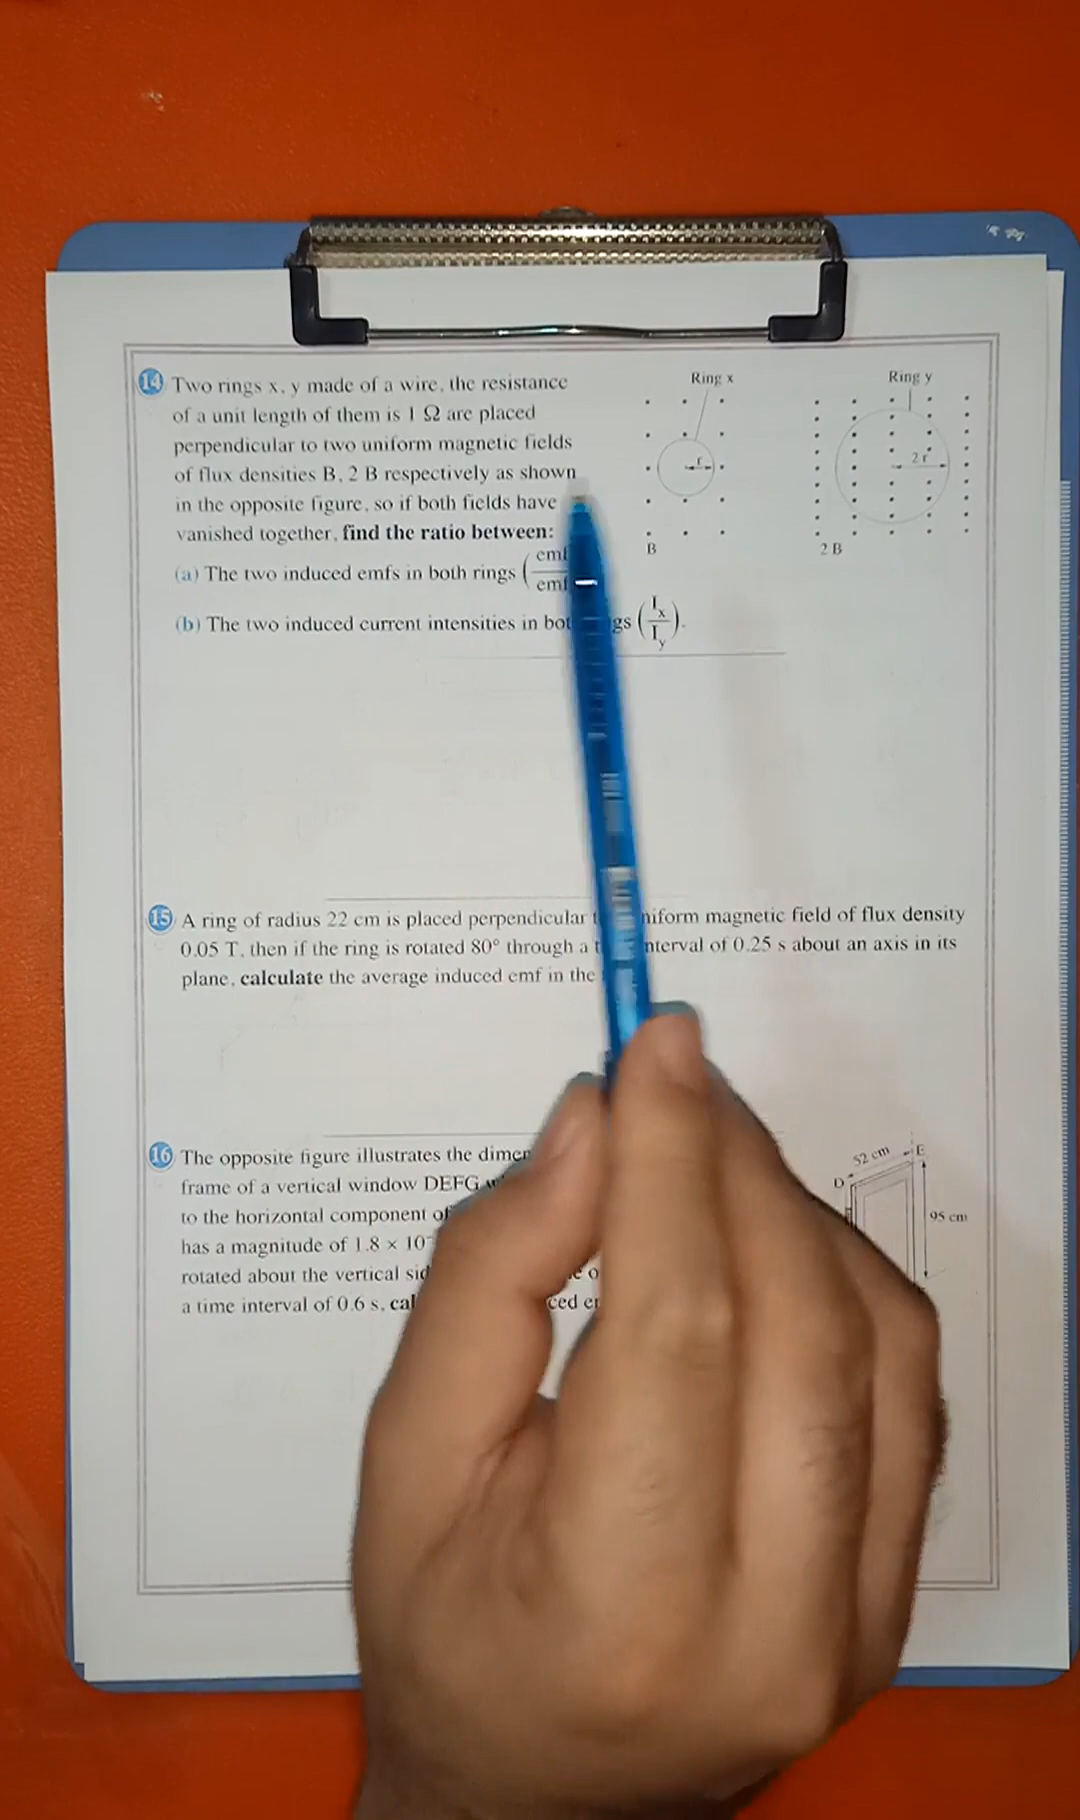 14 Two rings x, y made of a wire, the resistance
of a unit length of them is 1 Ω are placed
perpendicular to two uniform magnetic fields
of flux densities B, 2 B respectively as shown
in the opposite figure, so if both fields have
vanished together, find the ratio between:
(a) The two induced emfs in both rings (emf / emf
(b) The two induced current intensities in bot gs (I_x / I_y).
Ring x
r
B
Ring y
2 r
2 B
15 A ring of radius 22 cm is placed perpendicular niform magnetic field of flux density
0.05 T, then if the ring is rotated 80° through a nterval of 0.25 s about an axis in its
plane, calculate the average induced emf in the
16 The opposite figure illustrates the dimen
frame of a vertical window DEFG
to the horizontal component of
has a magnitude of 1.8 × 10
rotated about the vertical sid
a time interval of 0.6 s, cal ced e
52 cm
E
D
95 cm